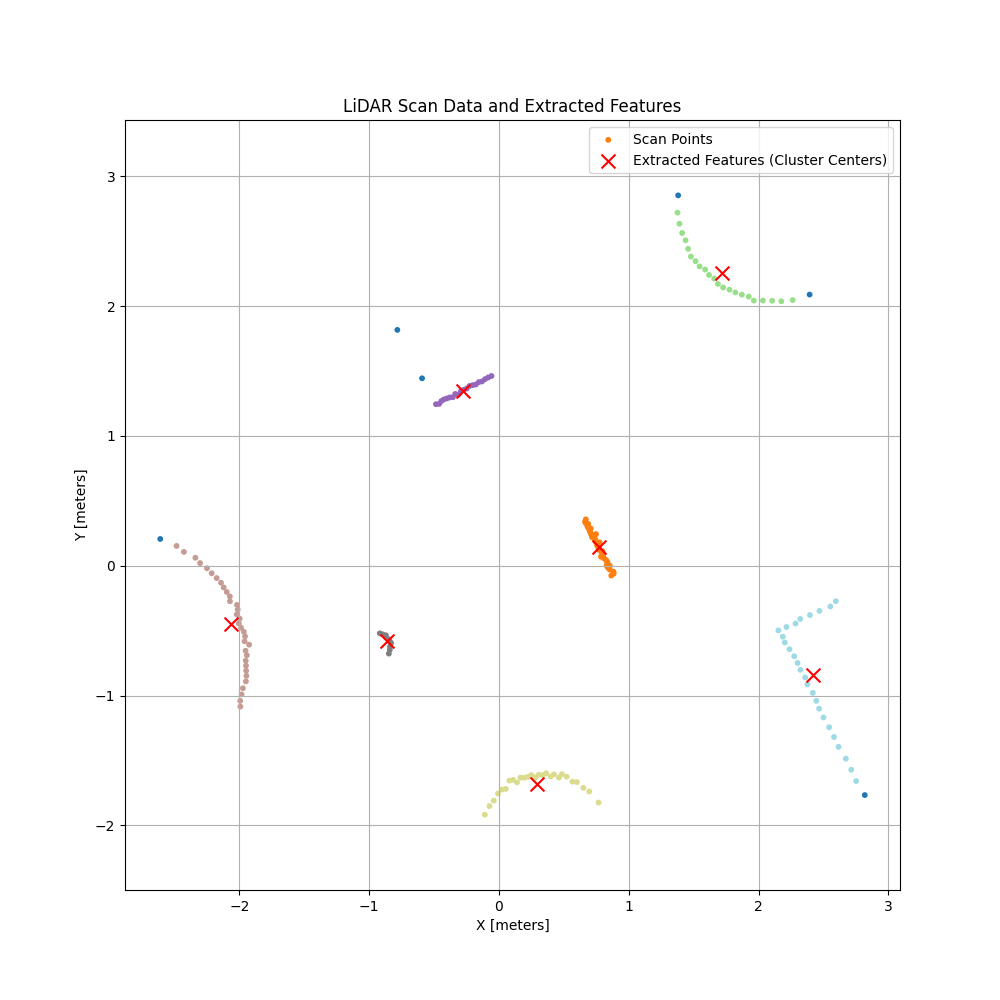 LiDAR Scan Data and Extracted Features
Scan Points
Extracted Features (Cluster Centers)
3
2
1
0
−1
−2
Y [meters]
−2 −1 0 1 2 3
X [meters]